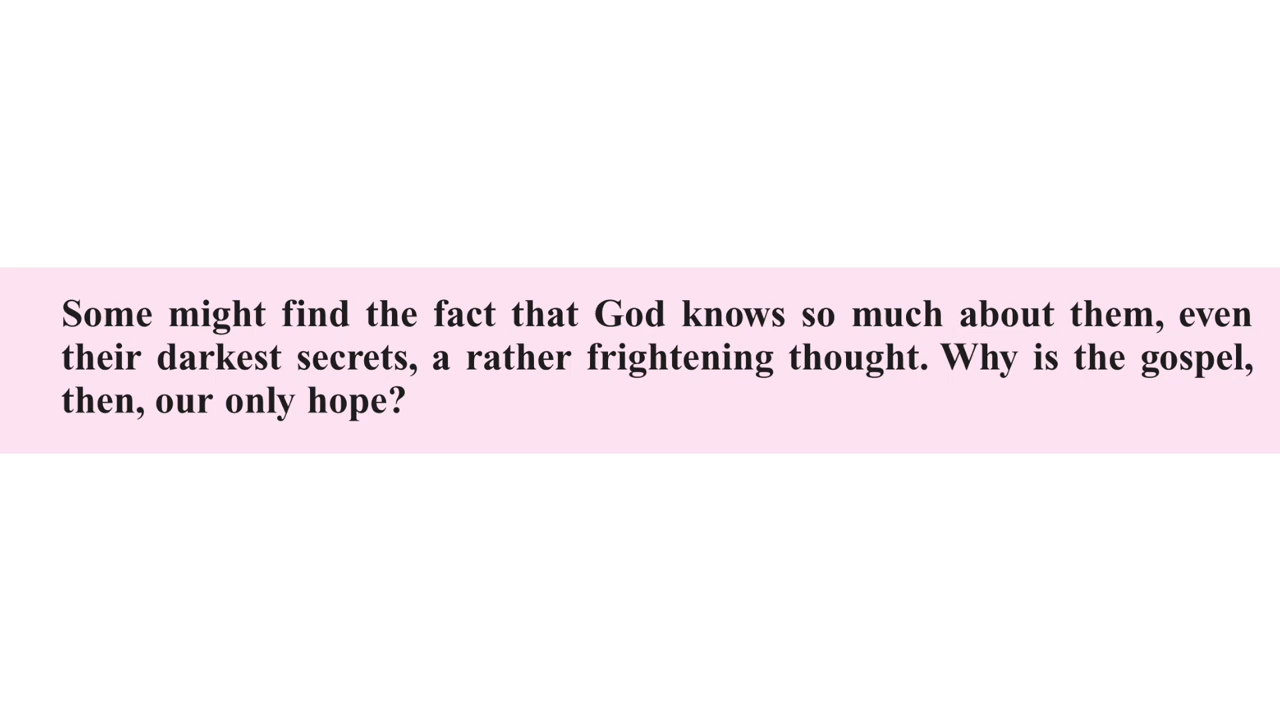 Some might find the fact that God knows so much about them, even
their darkest secrets, a rather frightening thought. Why is the gospel,
then, our only hope?